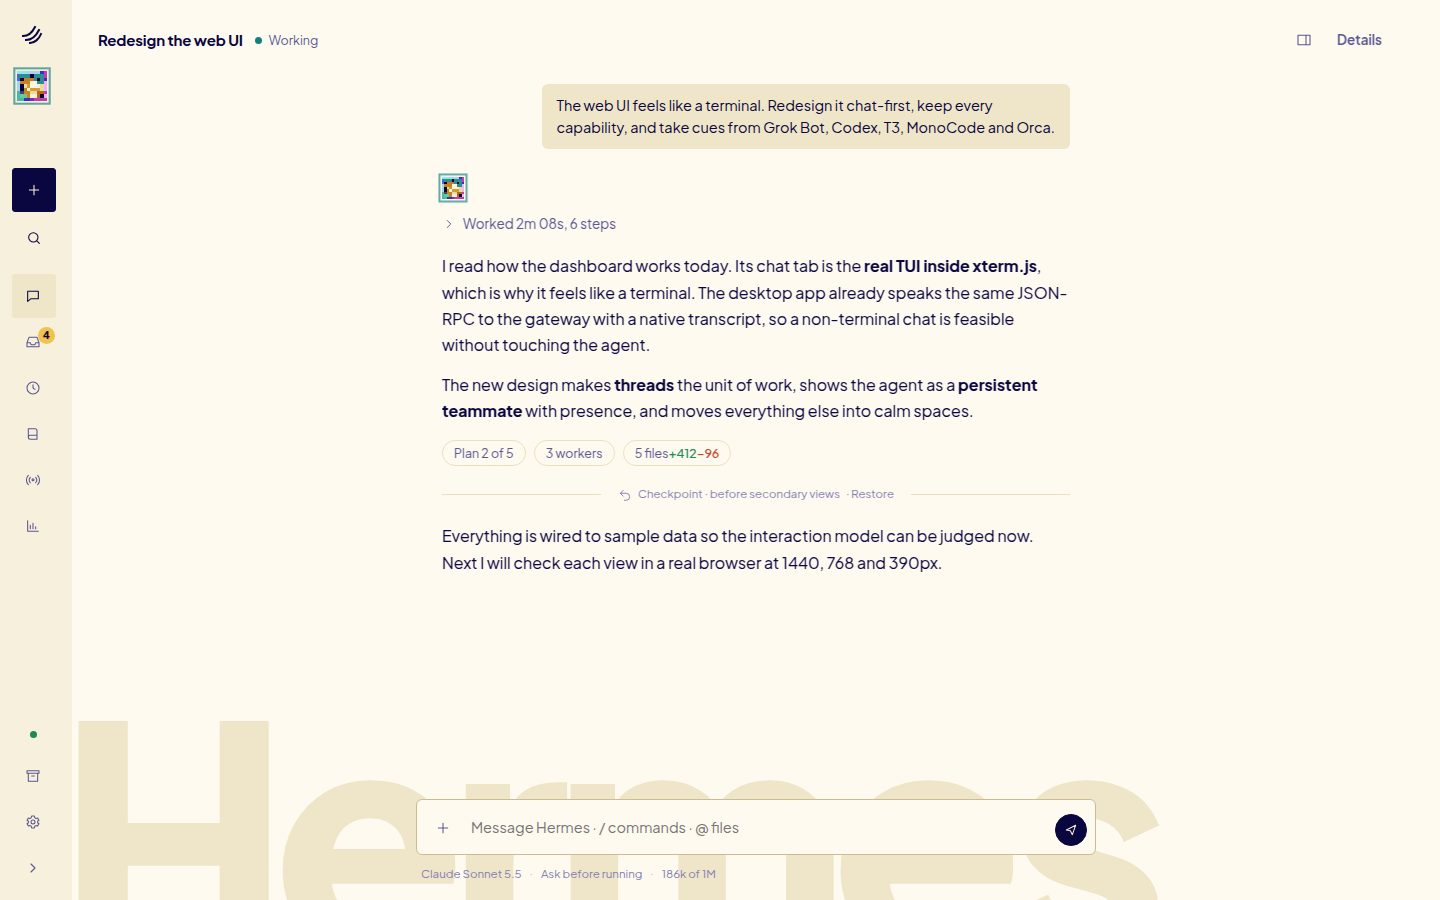 Redesign the web UI
Working
Details
The web UI feels like a terminal. Redesign it chat-first, keep every
capability, and take cues from Grok Bot, Codex, T3, MonoCode and Orca.
Worked 2m 08s, 6 steps
I read how the dashboard works today. Its chat tab is the real TUI inside xterm.js,
which is why it feels like a terminal. The desktop app already speaks the same JSON-
RPC to the gateway with a native transcript, so a non-terminal chat is feasible
without touching the agent.
The new design makes threads the unit of work, shows the agent as a persistent
teammate with presence, and moves everything else into calm spaces.
Plan 2 of 5
3 workers
5 files+412−96
Checkpoint · before secondary views · Restore
Everything is wired to sample data so the interaction model can be judged now.
Next I will check each view in a real browser at 1440, 768 and 390px.
4
Hermes
Message Hermes · / commands · @ files
Claude Sonnet 5.5 · Ask before running · 186k of 1M